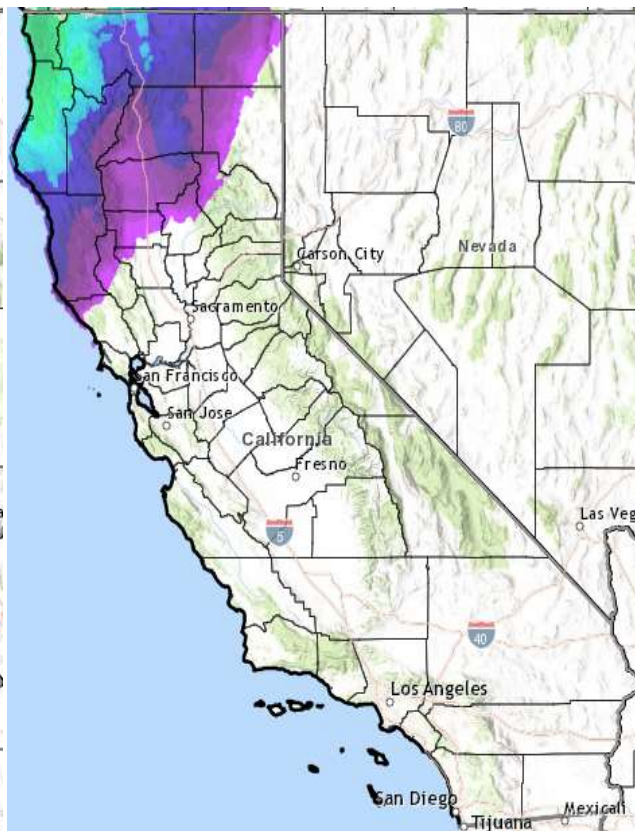 80
Nevada
Carson City
Sacramento
San Francisco
San Jose
California
Fresno
5
Las Veg
40
Los Angeles
San Diego
Tijuana
Mexicali